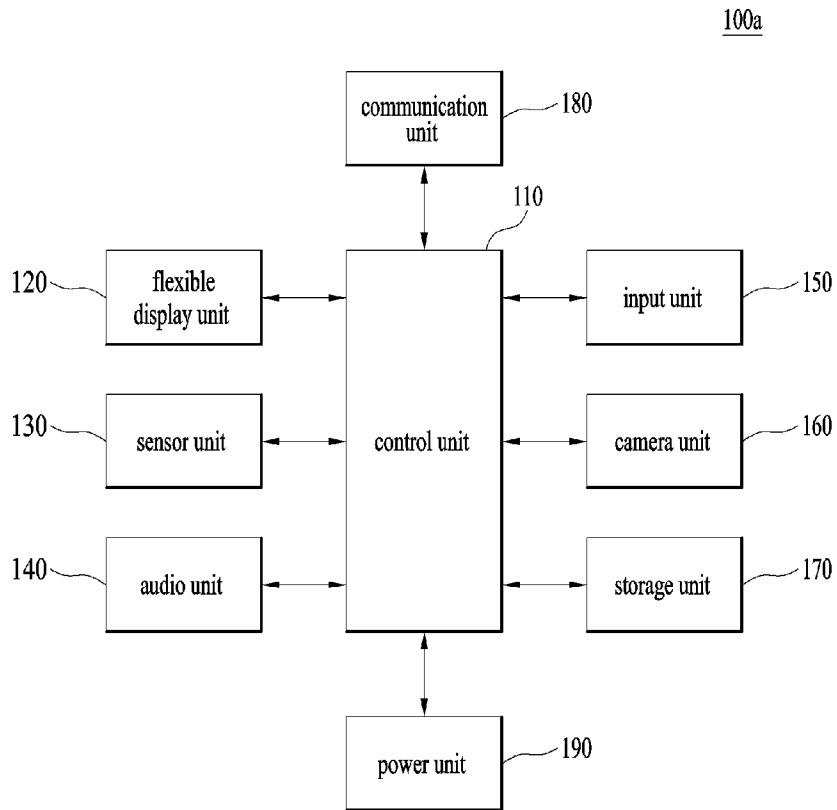 100a
communication
unit
180
110
120
flexible
display unit
input unit
150
130
sensor unit
control unit
camera unit
160
140
audio unit
storage unit
170
power unit
190